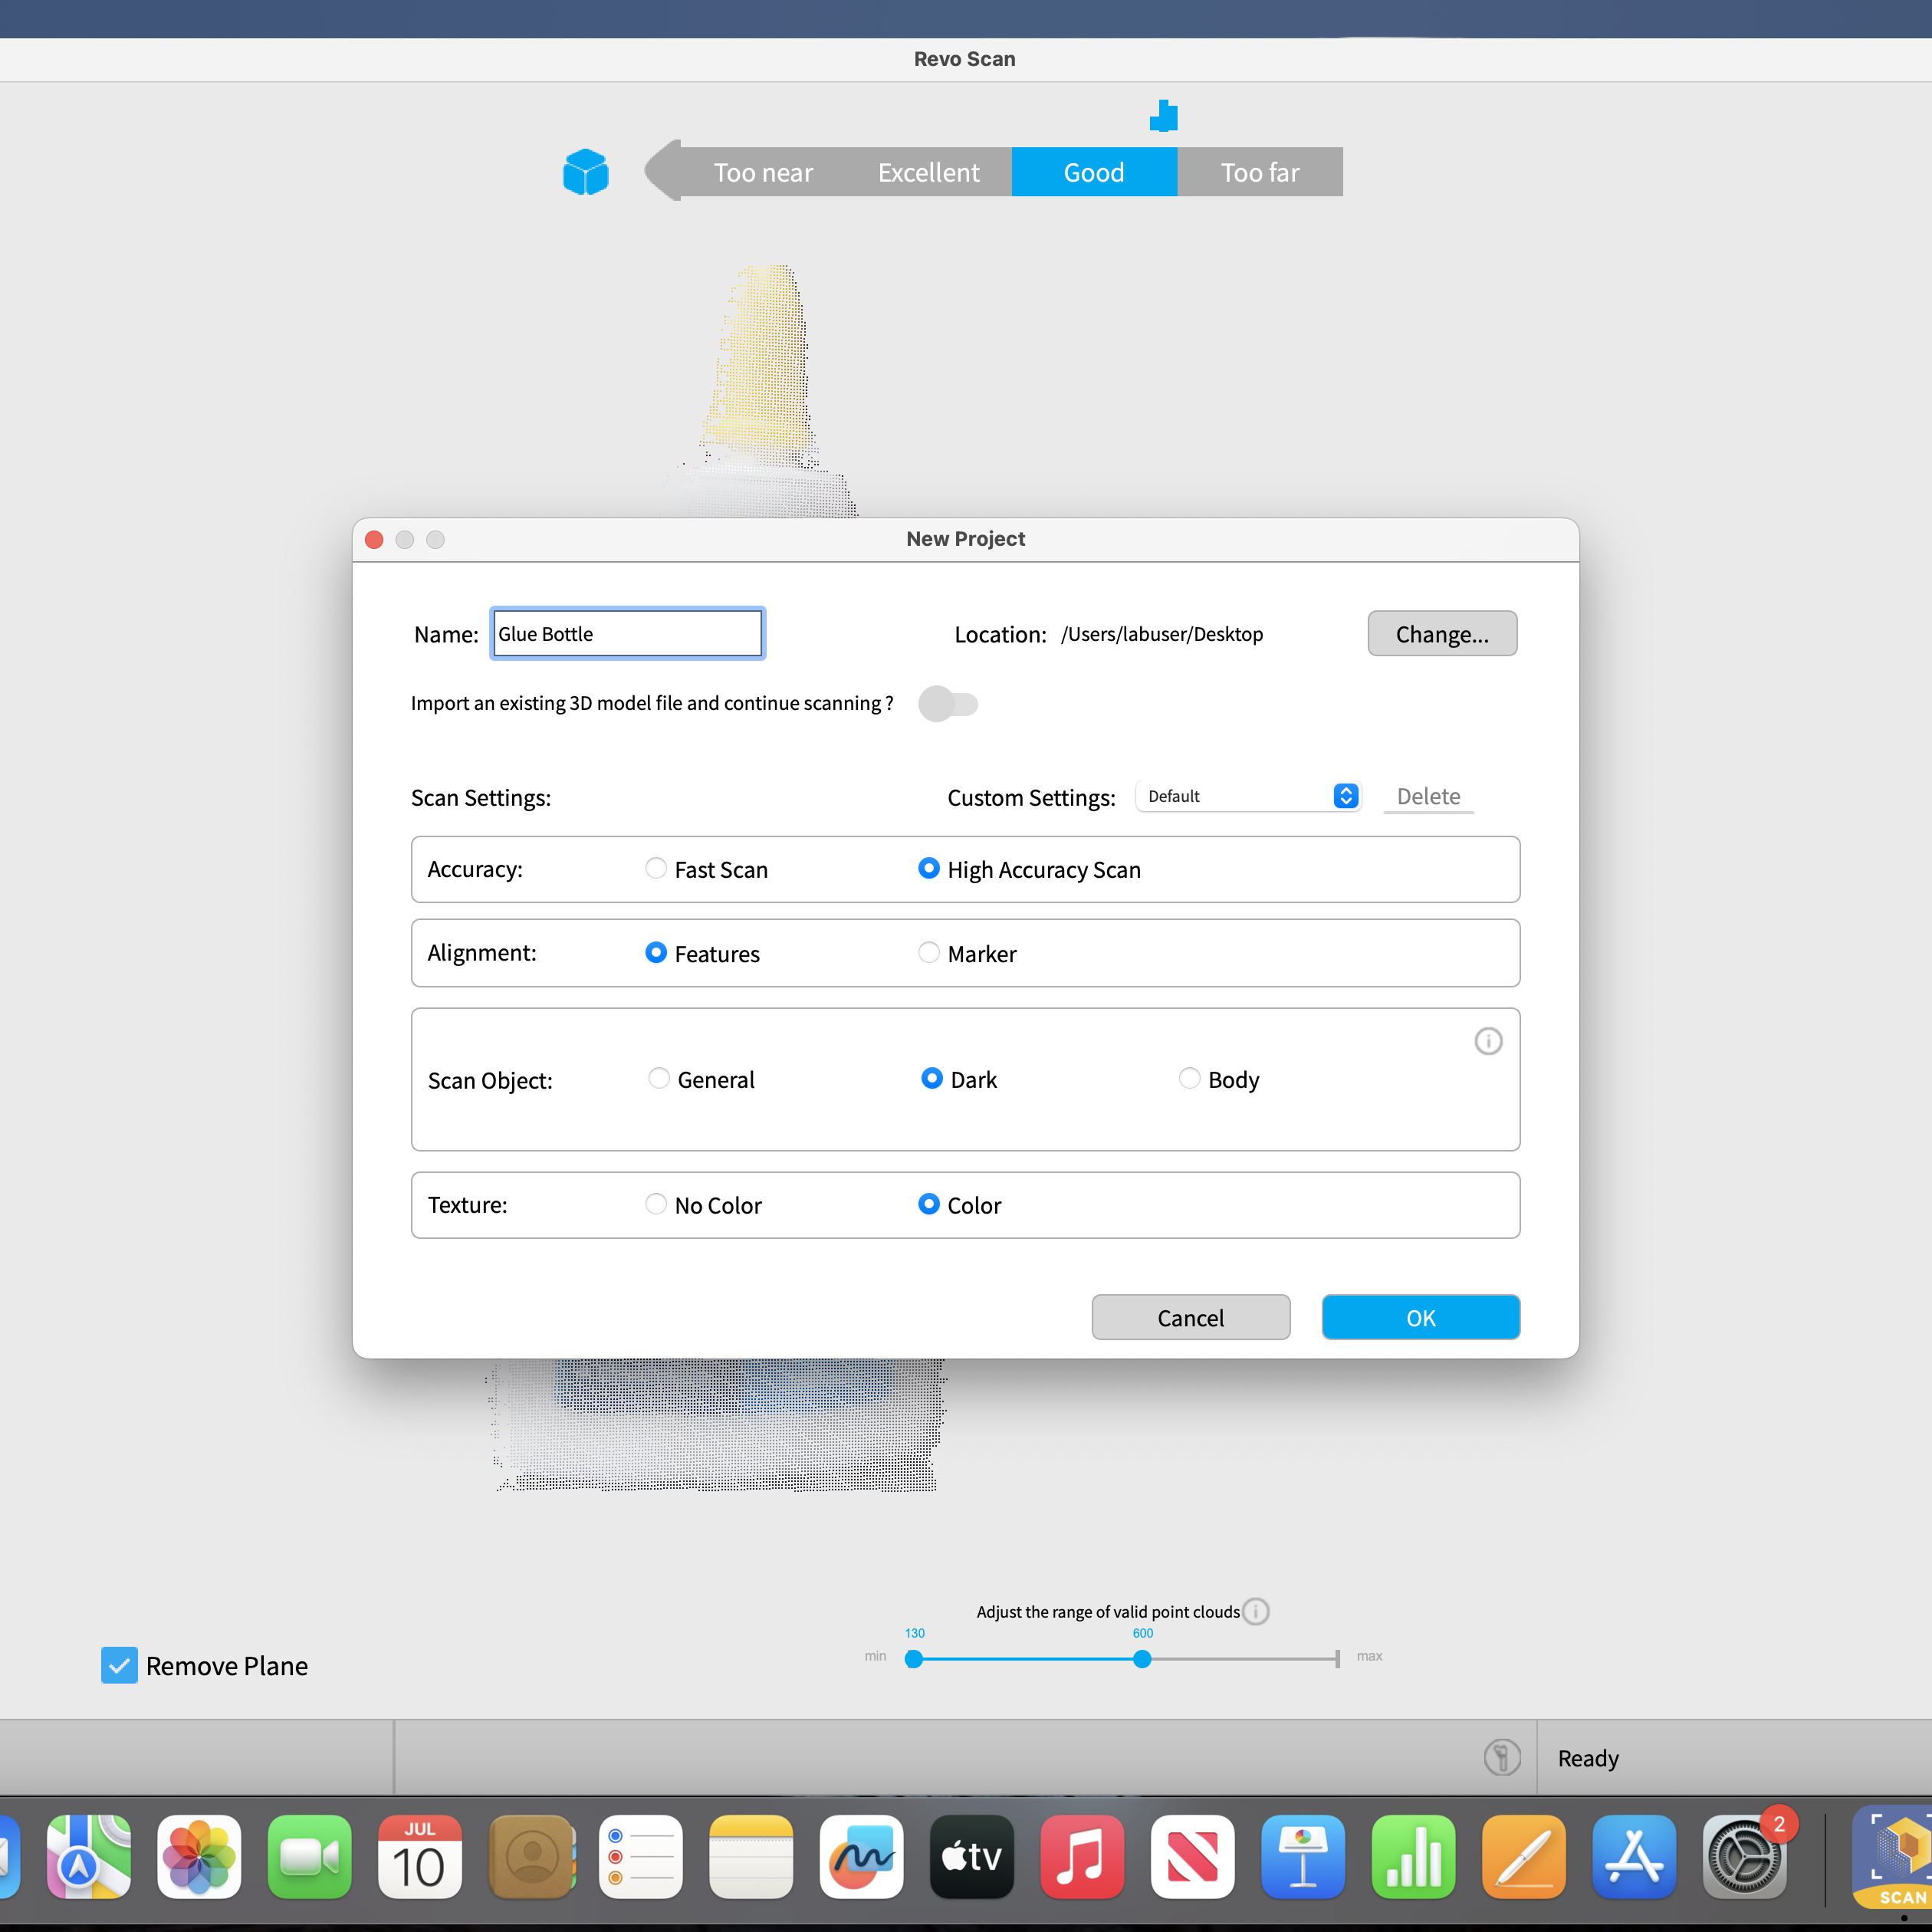 Revo Scan
Too near Excellent Good Too far
New Project
Name: Glue Bottle Location: /Users/labuser/Desktop Change...
Import an existing 3D model file and continue scanning ?
Scan Settings: Custom Settings: Default Delete
Accuracy: Fast Scan High Accuracy Scan
Alignment: Features Marker
Scan Object: General Dark Body
Texture: No Color Color
Cancel OK
Adjust the range of valid point clouds
130 600
min max
Remove Plane
Ready
JUL
10
tv
2
SCAN